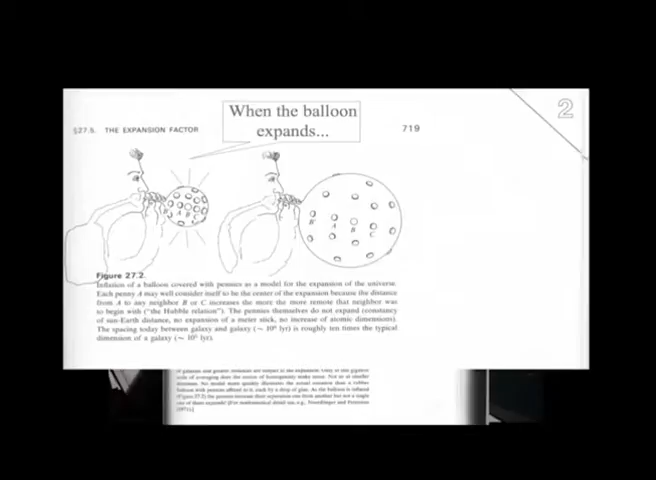 2
When the balloon
expands...
§27.5. THE EXPANSION FACTOR
719
B A B C
B' A B C
Figure 27.2.
Inflation of a balloon covered with pennies as a model for the expansion of the universe.
Each penny A may well consider itself to be the center of the expansion because the distance
from A to any neighbor B or C increases the more the more remote that neighbor was
to begin with ("the Hubble relation"). The pennies themselves do not expand (constancy
of sun-Earth distance, no expansion of a meter stick, no increase of atomic dimensions).
The spacing today between galaxy and galaxy (~ 10⁶ lyr) is roughly ten times the typical
dimension of a galaxy (~ 10⁵ lyr).